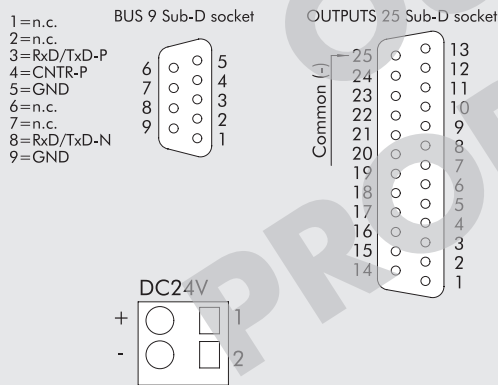 BUS 9 Sub-D socket
1=n.c.
2=n.c.
3=RxD/TxD-P
4=CNTR-P
5=GND
6=n.c.
7=n.c.
8=RxD/TxD-N
9=GND
6
7
8
9
5
4
3
2
1
OUTPUTS 25 Sub-D socket
Common (-)
25
24
23
22
21
20
19
18
17
16
15
14
13
12
11
10
9
8
7
6
5
4
3
2
1
DC24V
+ 1
- 2